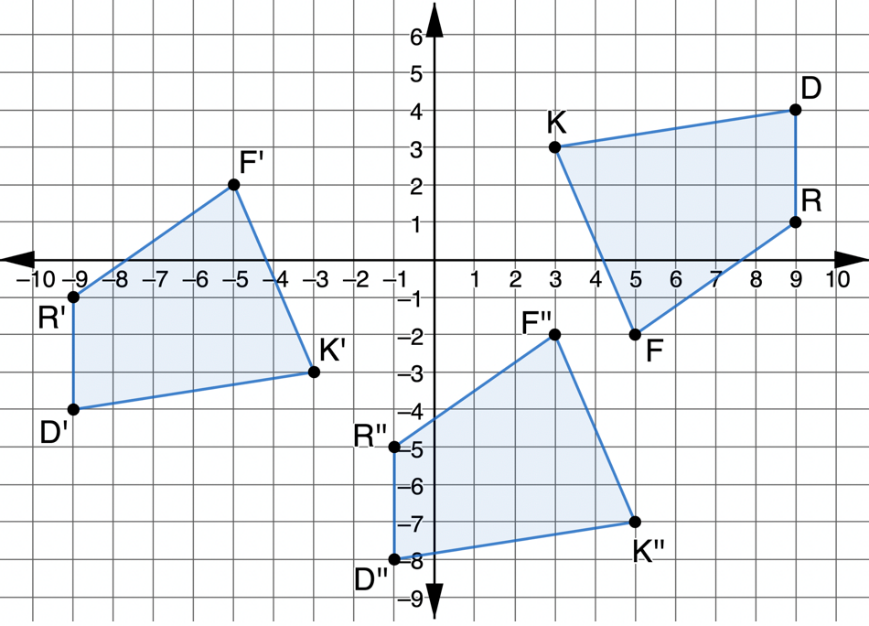 6
5
D
4
K
3
F'
2
R
1
–10 –9 –8 –7 –6 –5 –4 –3 –2 –1 1 2 3 4 5 6 7 8 9 10
–1
R'
F"
–2
K'
F
–3
–4
D'
R"
–5
–6
–7
K"
–8
D"
–9